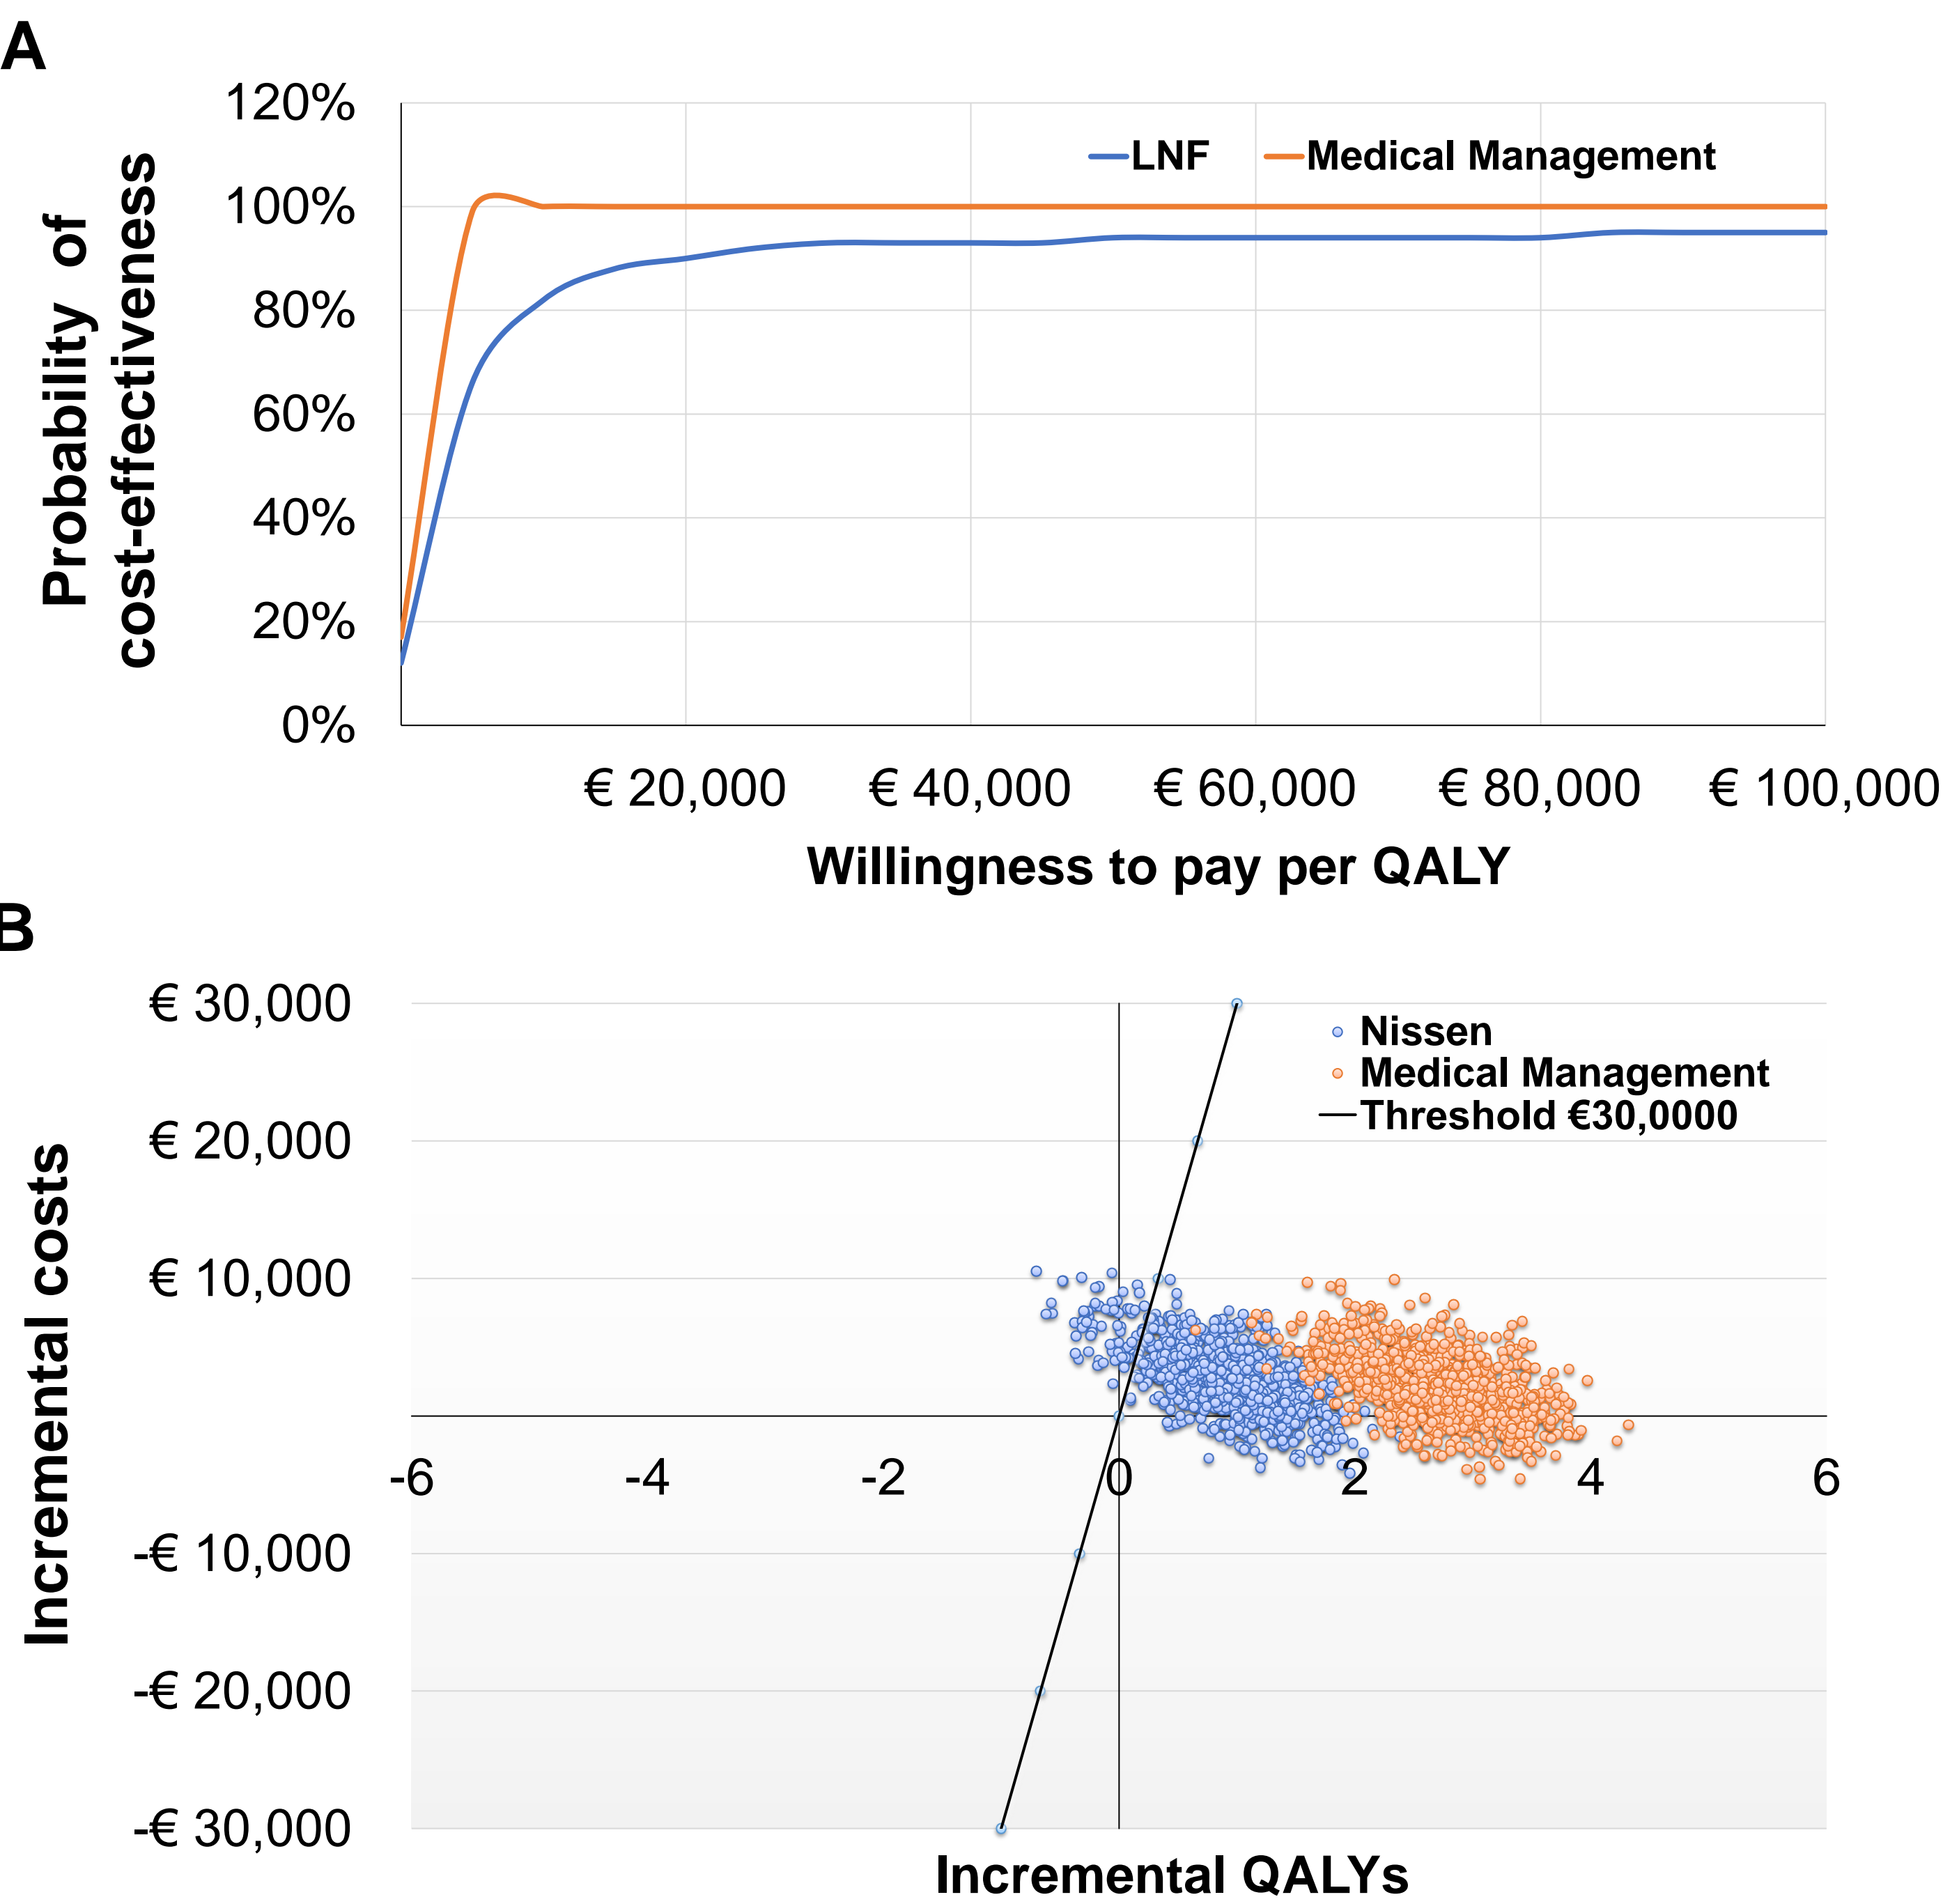 A
120%
100%
80%
60%
40%
20%
0%
Probability of
cost-effectiveness
LNF
Medical Management
€ 20,000
€ 40,000
€ 60,000
€ 80,000
€ 100,000
Willingness to pay per QALY
B
€ 30,000
€ 20,000
€ 10,000
-€ 10,000
-€ 20,000
-€ 30,000
Incremental costs
Nissen
Medical Management
Threshold €30,0000
-6
-4
-2
0
2
4
6
Incremental QALYs